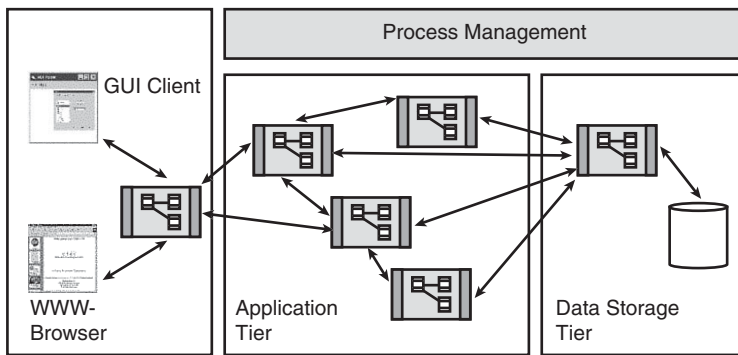 Process Management
GUI Client
WWW-
Browser
Application
Tier
Data Storage
Tier